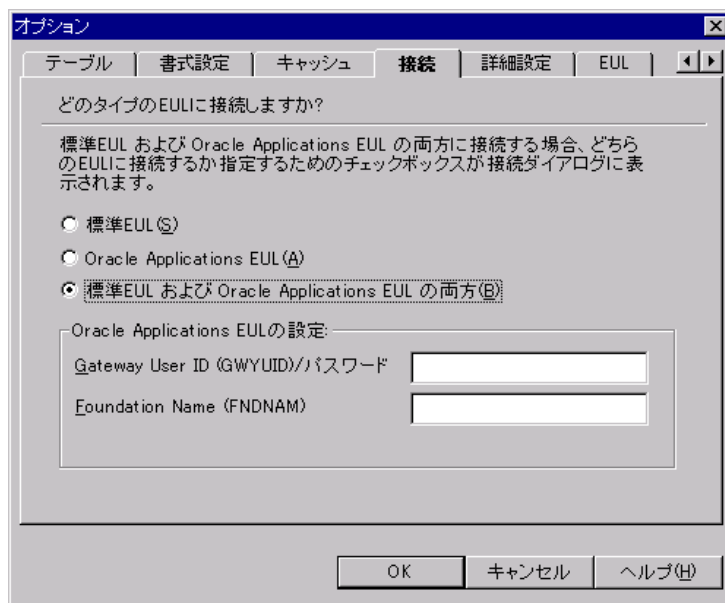 オプション
テーブル 書式設定 キャッシュ 接続 詳細設定 EUL
どのタイプのEULに接続しますか?
標準EUL および Oracle Applications EUL の両方に接続する場合、どちら
のEULに接続するか指定するためのチェックボックスが接続ダイアログに表
示されます。
標準EUL(S)
Oracle Applications EUL(A)
標準EUL および Oracle Applications EUL の両方(B)
Oracle Applications EULの設定:
Gateway User ID (GWYUID)/パスワード
Foundation Name (FNDNAM)
OK キャンセル ヘルプ(H)